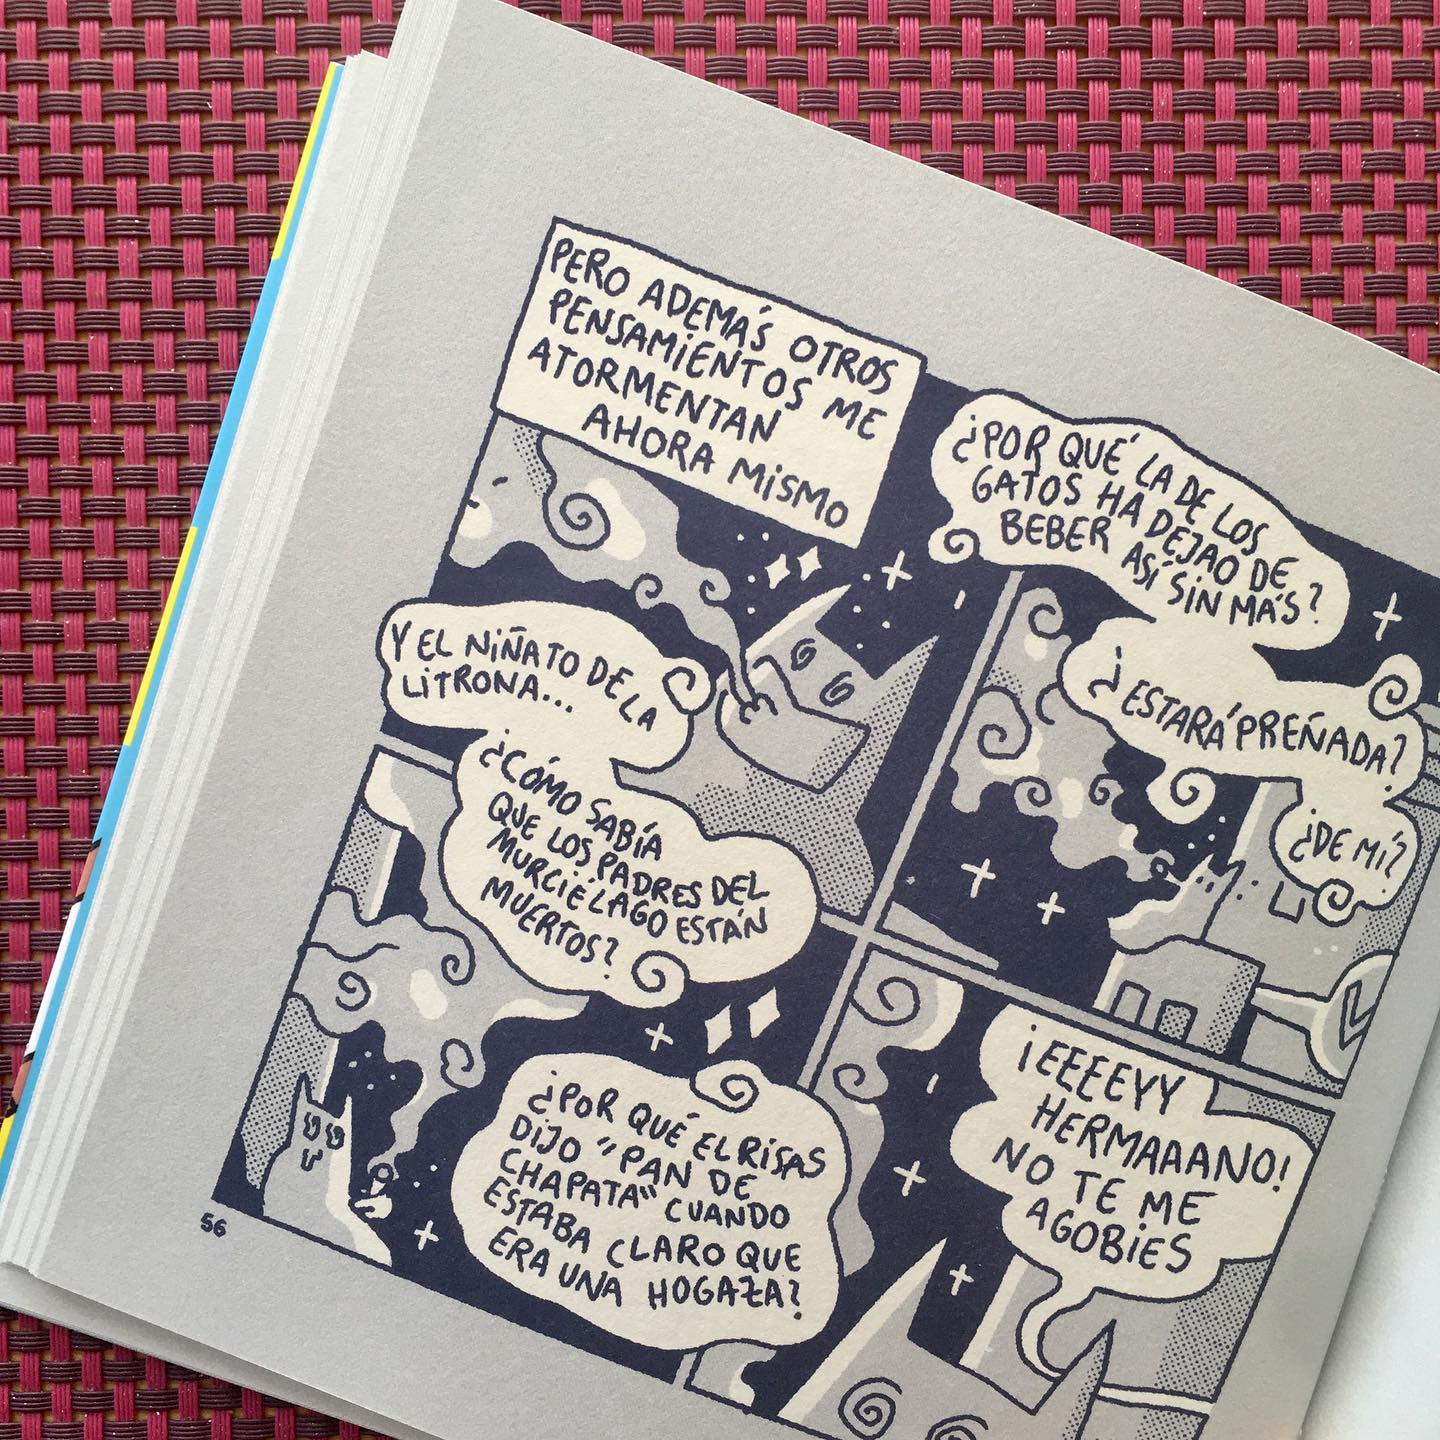 PERO ADEMÁS OTROS
PENSAMIENTOS ME
ATORMENTAN
AHORA MISMO
¿POR QUÉ LA DE LOS
GATOS HA DEJAO DE
BEBER ASÍ SIN MÁS?
¿ESTARÁ PREÑADA?
¿DE MÍ?
Y EL NIÑATO DE LA
LITRONA...
¿CÓMO SABÍA
QUE LOS PADRES DEL
MURCIÉLAGO ESTÁN
MUERTOS?
¿POR QUÉ EL RISAS
DIJO "PAN DE
CHAPATA" CUANDO
ESTABA CLARO QUE
ERA UNA HOGAZA?
¡EEEEYY
HERMAAANO!
NO TE ME
AGOBIES
56